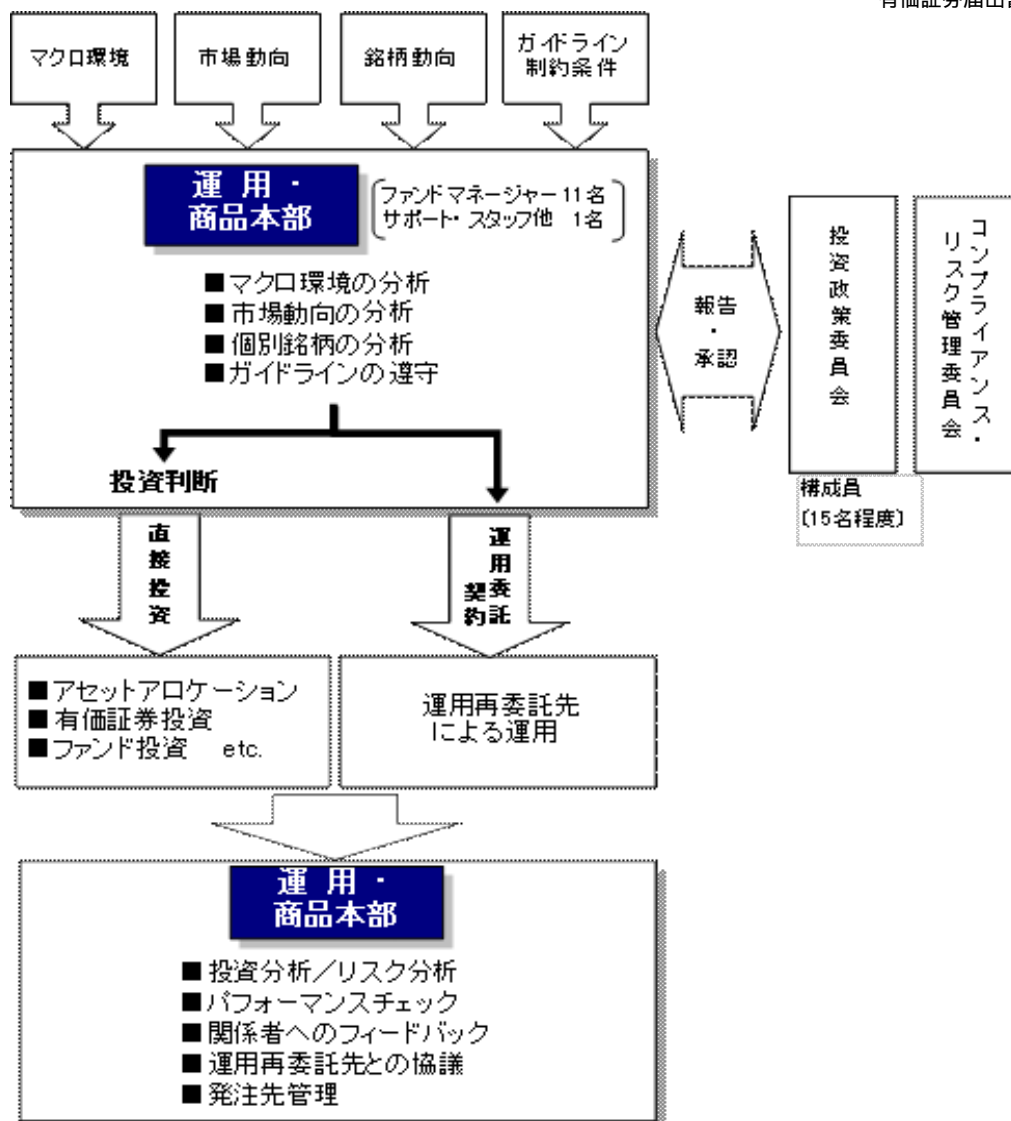 有価証券届出
マクロ環境
市場動向
銘柄動向
ガイドライン
制約条件
運 用 ・
商品本部
ファンドマネージャー 11名
サポート・スタッフ他 1名
■マクロ環境の分析
■市場動向の分析
■個別銘柄の分析
■ガイドラインの遵守
投資判断
報告
・
承認
投資政策委員会
コンプライアンス・
リスク管理委員会
構成員
(15名程度)
直接投資
運用委託
契約
■アセットアロケーション
■有価証券投資
■ファンド投資 etc.
運用再委託先
による運用
運 用 ・
商品本部
■投資分析/リスク分析
■パフォーマンスチェック
■関係者へのフィードバック
■運用再委託先との協議
■発注先管理